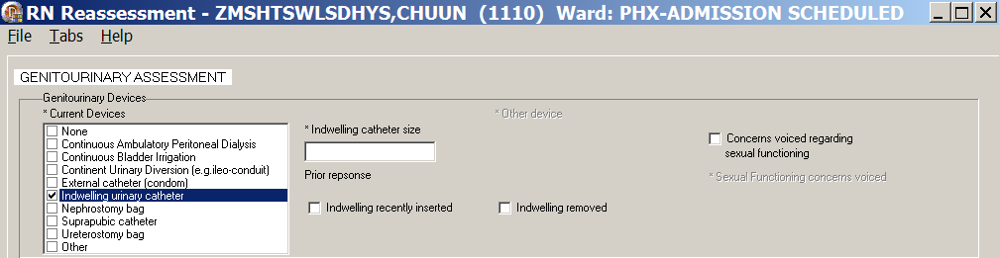 RN Reassessment - ZMSHTSWLSDHYS,CHUUN (1110) Ward: PHX-ADMISSION SCHEDULED
File Tabs Help
GENITOURINARY ASSESSMENT
Genitourinary Devices
* Current Devices
None
Continuous Ambulatory Peritoneal Dialysis
Continuous Bladder Irrigation
Continent Urinary Diversion (e.g.ileo-conduit)
External catheter (condom)
Indwelling urinary catheter
Nephrostomy bag
Suprapubic catheter
Ureterostomy bag
Other
* Indwelling catheter size
Prior repsonse
Indwelling recently inserted
Indwelling removed
* Other device
Concerns voiced regarding
sexual functioning
* Sexual Functioning concerns voiced